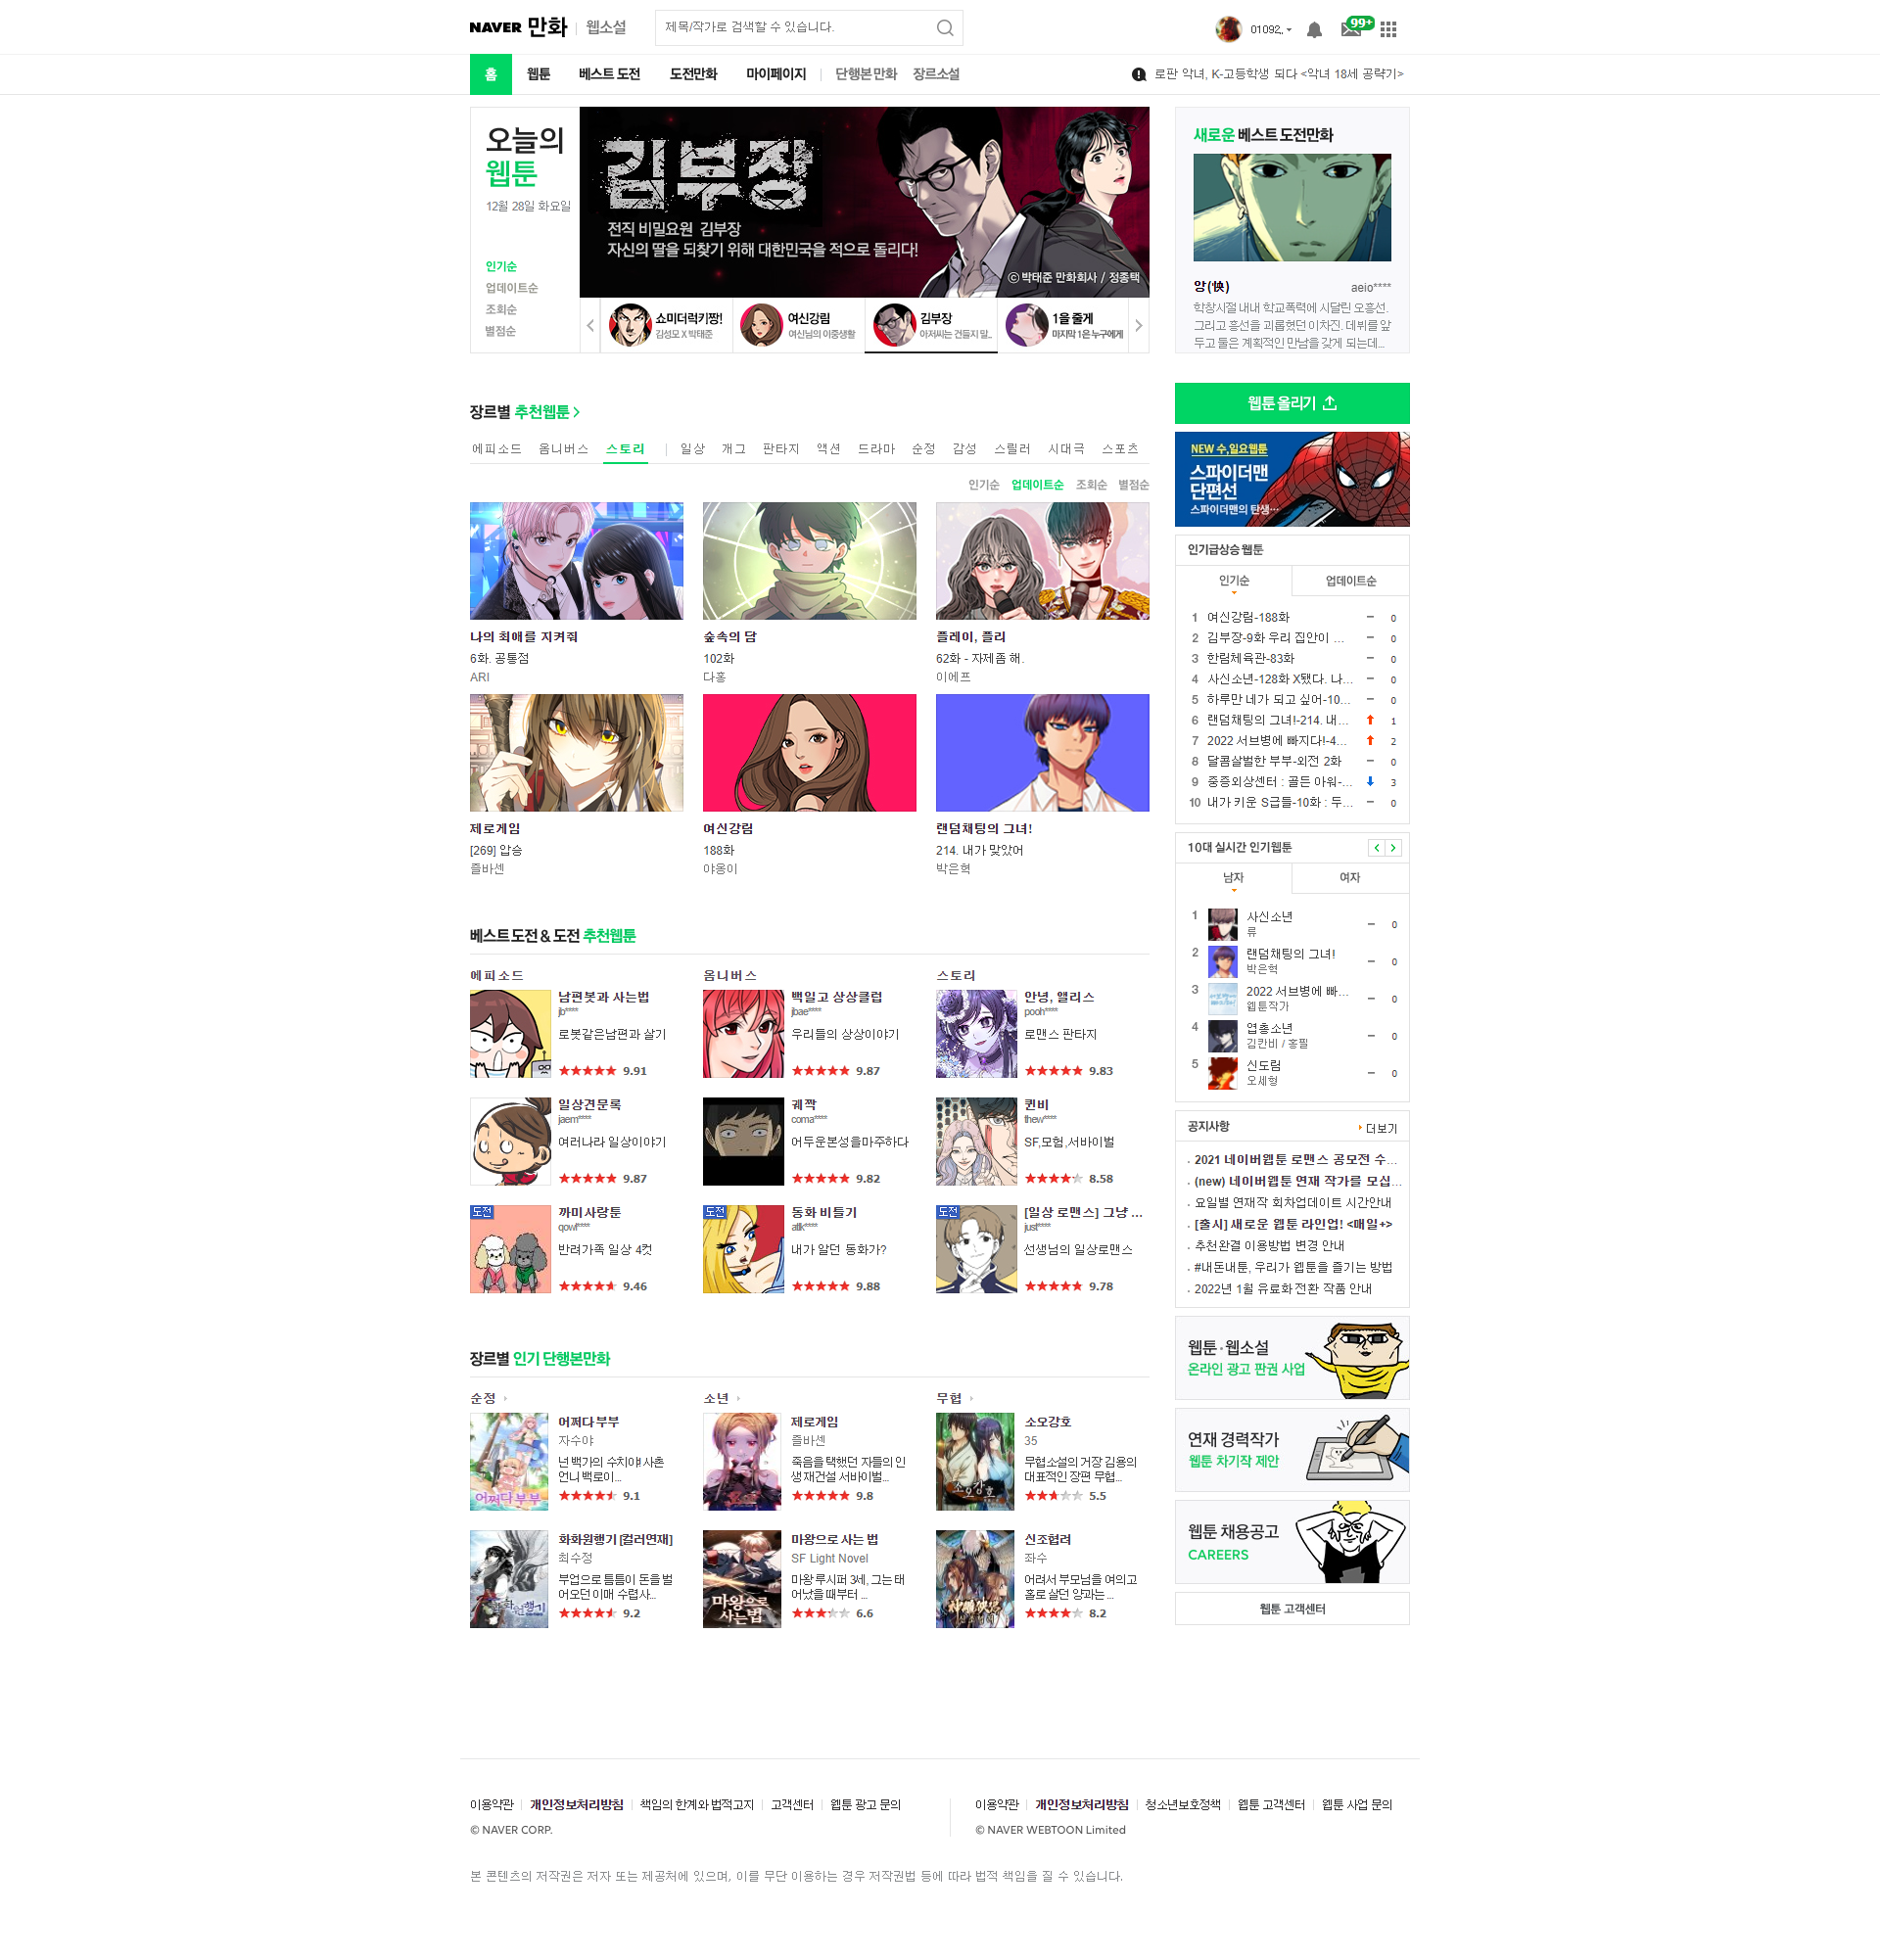 NAVER 만화 웹소설
제목/작가로 검색할 수 있습니다.
01092..
99+
홈 웹툰 베스트 도전 도전만화 마이페이지 단행본 만화 장르소설
로판 악녀, K-고등학생 되다 <악녀 18세 공략기>
오늘의
웹툰
12월 28일 화요일
인기순
업데이트순
조회순
별점순
김부장
전직 비밀요원 김부장
자신의 딸을 되찾기 위해 대한민국을 적으로 돌리다!
ⓒ 박태준 만화회사 / 정종택
쇼미더럭키짱!
김성모 X 박태준
여신강림
여신님의 이중생활
김부장
아저씨는 건들지 말..
1을 줄게
마지막 1은 누구에게
새로운 베스트 도전만화
앙(怏) aeio****
학창시절 내내 학교폭력에 시달린 오흥선.
그리고 흥선을 괴롭혔던 이차진. 데뷔를 앞
두고 둘은 계획적인 만남을 갖게 되는데...
장르별 추천웹툰
에피소드 옴니버스 스토리 일상 개그 판타지 액션 드라마 순정 감성 스릴러 시대극 스포츠
인기순 업데이트순 조회순 별점순
나의 최애를 지켜줘
6화. 공통점
ARI
숲속의 담
102화
다홍
플레이, 플리
62화 - 자제좀 해.
이에프
제로게임
[269] 압승
즐바센
여신강림
188화
야옹이
랜덤채팅의 그녀!
214. 내가 맞았어
박은혁
베스트 도전 & 도전 추천웹툰
에피소드
남편봇과 사는법
jb****
로봇같은남편과 살기
9.91
일상견문록
jaem****
여러나라 일상이야기
9.87
도전
까미사랑툰
qowl****
반려가족 일상 4컷
9.46
옴니버스
백일고 상상클럽
jbae****
우리들의 상상이야기
9.87
궤짝
coma****
어두운본성을마주하다
9.82
도전
동화 비틀기
atlk****
내가 알던 동화가?
9.88
스토리
안녕, 앨리스
pooh****
로맨스 판타지
9.83
퀸비
thew****
SF,모험,서바이벌
8.58
도전
[일상 로맨스] 그냥 ...
just****
선생님의 일상로맨스
9.78
장르별 인기 단행본만화
순정
어쩌다 부부
어쩌다 부부
자수야
넌 백가의 수치야! 사촌
언니 백로이...
9.1
화화원행기 [컬러연재]
최수정
부업으로 틈틈이 돈을 벌
어오던 이매 수렵사...
9.2
소년
제로게임
즐바센
죽음을 택했던 자들의 인
생 재건설 서바이벌...
9.8
마왕으로
사는법
마왕으로 사는 법
SF Light Novel
마왕 루시퍼 3세, 그는 태
어났을 때부터 ...
6.6
무협
소오강호
소오강호
35
무협소설의 거장 김용의
대표적인 장편 무협...
5.5
신조협려
좌수
어려서 부모님을 여의고
홀로 살던 양과는 ...
8.2
웹툰 올리기
NEW 수,일요웹툰
스파이더맨
단편선
스파이더맨의 탄생…
인기급상승 웹툰
인기순 업데이트순
1 여신강림-188화 0
2 김부장-9화 우리 집안이 ... 0
3 한림체육관-83화 0
4 사신소년-128화 X됐다. 나... 0
5 하루만 네가 되고 싶어-10... 0
6 랜덤채팅의 그녀!-214. 내... 1
7 2022 서브병에 빠지다!-4... 2
8 달콤살벌한 부부-외전 2화 0
9 중증외상센터 : 골든 아워-... 3
10 내가 키운 S급들-10화 : 두... 0
10대 실시간 인기웹툰
남자 여자
1 사신소년 0
류
2 랜덤채팅의 그녀! 0
박은혁
3 2022 서브병에 빠... 0
웹툰작가
4 엽총소년 0
김칸비 / 홍필
5 신도림 0
오세형
공지사항 더보기
2021 네이버웹툰 로맨스 공모전 수...
(new) 네이버웹툰 연재 작가를 모십...
요일별 연재작 회차업데이트 시간안내
[출시] 새로운 웹툰 라인업! <매일+>
추천완결 이용방법 변경 안내
#내돈내툰, 우리가 웹툰을 즐기는 방법
2022년 1월 유료화 전환 작품 안내
웹툰·웹소설
온라인 광고 판권 사업
연재 경력작가
웹툰 차기작 제안
웹툰 채용공고
CAREERS
웹툰 고객센터
이용약관 개인정보처리방침 책임의 한계와 법적고지 고객센터 웹툰 광고 문의
© NAVER CORP.
이용약관 개인정보처리방침 청소년보호정책 웹툰 고객센터 웹툰 사업 문의
© NAVER WEBTOON Limited
본 콘텐츠의 저작권은 저자 또는 제공처에 있으며, 이를 무단 이용하는 경우 저작권법 등에 따라 법적 책임을 질 수 있습니다.